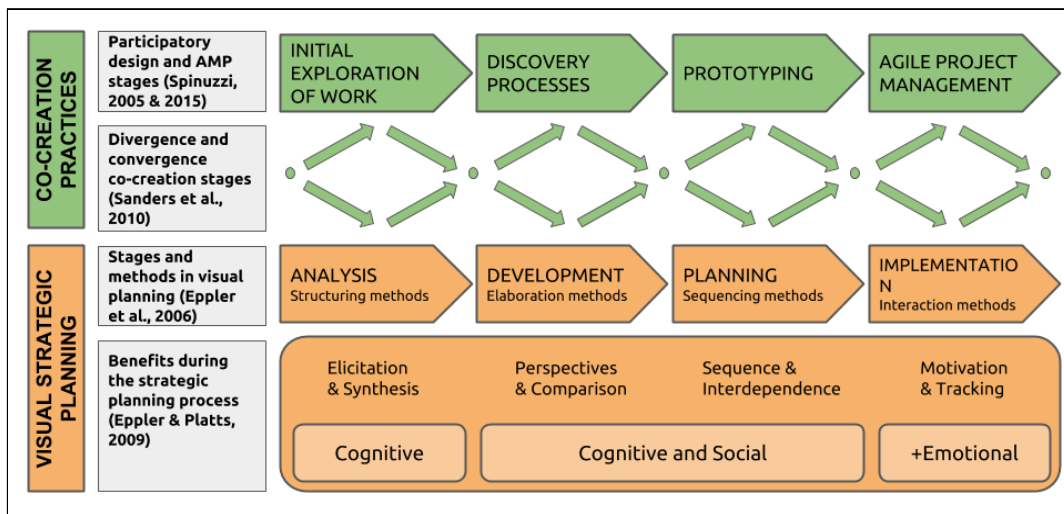 CO-CREATION
PRACTICES
Participatory
design and AMP
stages (Spinuzzi,
2005 & 2015)
INITIAL
EXPLORATION
OF WORK
DISCOVERY
PROCESSES
PROTOTYPING
AGILE PROJECT
MANAGEMENT
Divergence and
convergence
co-creation stages
(Sanders et al.,
2010)
VISUAL STRATEGIC
PLANNING
Stages and
methods in visual
planning (Eppler
et al., 2006)
ANALYSIS
Structuring methods
DEVELOPMENT
Elaboration methods
PLANNING
Sequencing methods
IMPLEMENTATIO
N
Interaction methods
Benefits during
the strategic
planning process
(Eppler & Platts,
2009)
Elicitation
& Synthesis
Perspectives
& Comparison
Sequence &
Interdependence
Motivation
& Tracking
Cognitive
Cognitive and Social
+Emotional